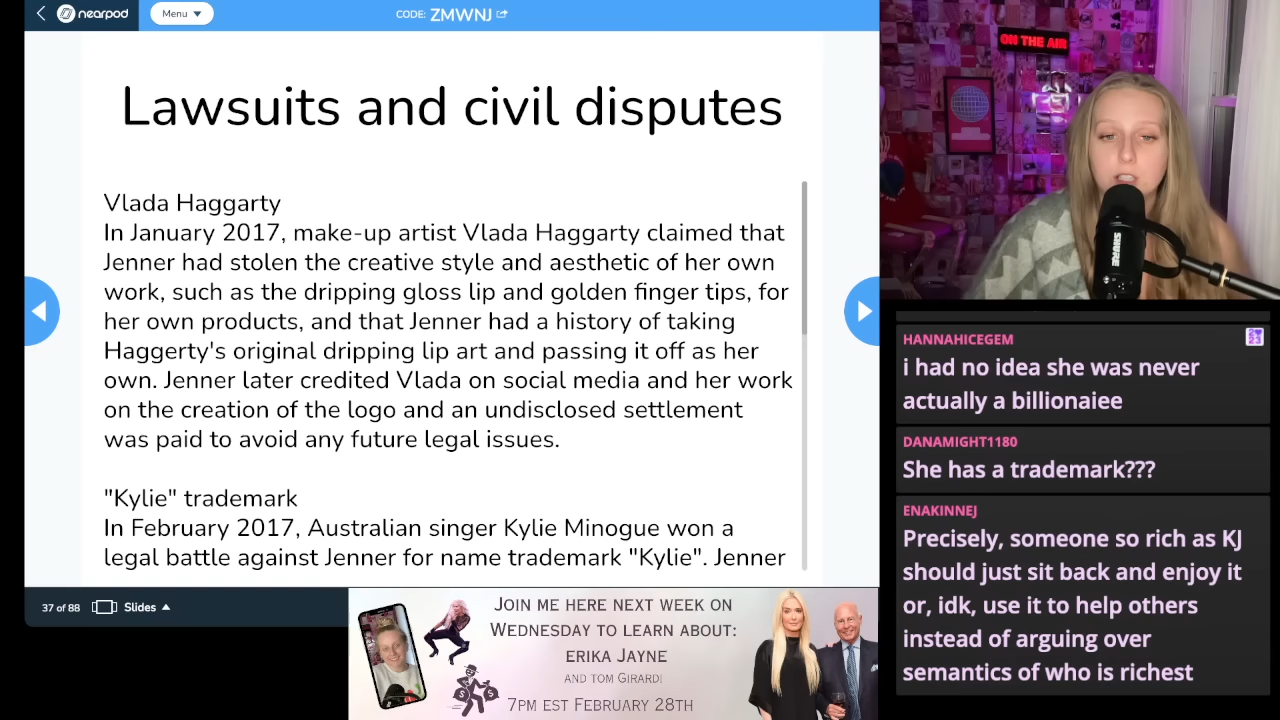 nearpod
Menu
CODE: ZMWNJ
ON THE AIR
Lawsuits and civil disputes
Vlada Haggarty
In January 2017, make-up artist Vlada Haggarty claimed that
Jenner had stolen the creative style and aesthetic of her own
work, such as the dripping gloss lip and golden finger tips, for
her own products, and that Jenner had a history of taking
Haggerty's original dripping lip art and passing it off as her
own. Jenner later credited Vlada on social media and her work
on the creation of the logo and an undisclosed settlement
was paid to avoid any future legal issues.
"Kylie" trademark
In February 2017, Australian singer Kylie Minogue won a
legal battle against Jenner for name trademark "Kylie". Jenner
37 of 88
Slides
JOIN ME HERE NEXT WEEK ON
WEDNESDAY TO LEARN ABOUT:
ERIKA JAYNE
AND TOM GIRARDI
7PM EST FEBRUARY 28TH
SHURE
HANNAHICEGEM
i had no idea she was never
actually a billionaiee
DANAMIGHT1180
She has a trademark???
ENAKINNEJ
Precisely, someone so rich as KJ
should just sit back and enjoy it
or, idk, use it to help others
instead of arguing over
semantics of who is richest